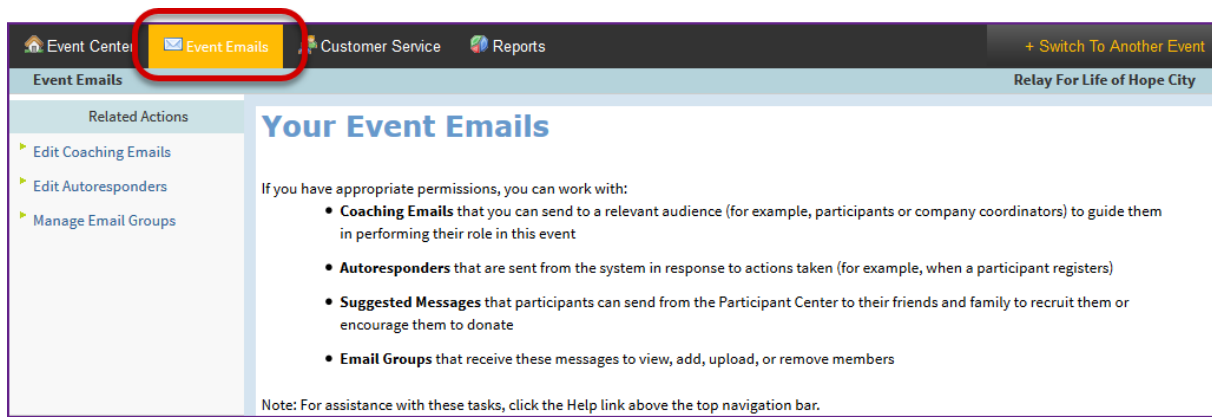 Event Center Event Emails Customer Service Reports + Switch To Another Event
Event Emails Relay For Life of Hope City
Related Actions
Edit Coaching Emails
Edit Autoresponders
Manage Email Groups
Your Event Emails
If you have appropriate permissions, you can work with:
• Coaching Emails that you can send to a relevant audience (for example, participants or company coordinators) to guide them
in performing their role in this event
• Autoresponders that are sent from the system in response to actions taken (for example, when a participant registers)
• Suggested Messages that participants can send from the Participant Center to their friends and family to recruit them or
encourage them to donate
• Email Groups that receive these messages to view, add, upload, or remove members
Note: For assistance with these tasks, click the Help link above the top navigation bar.